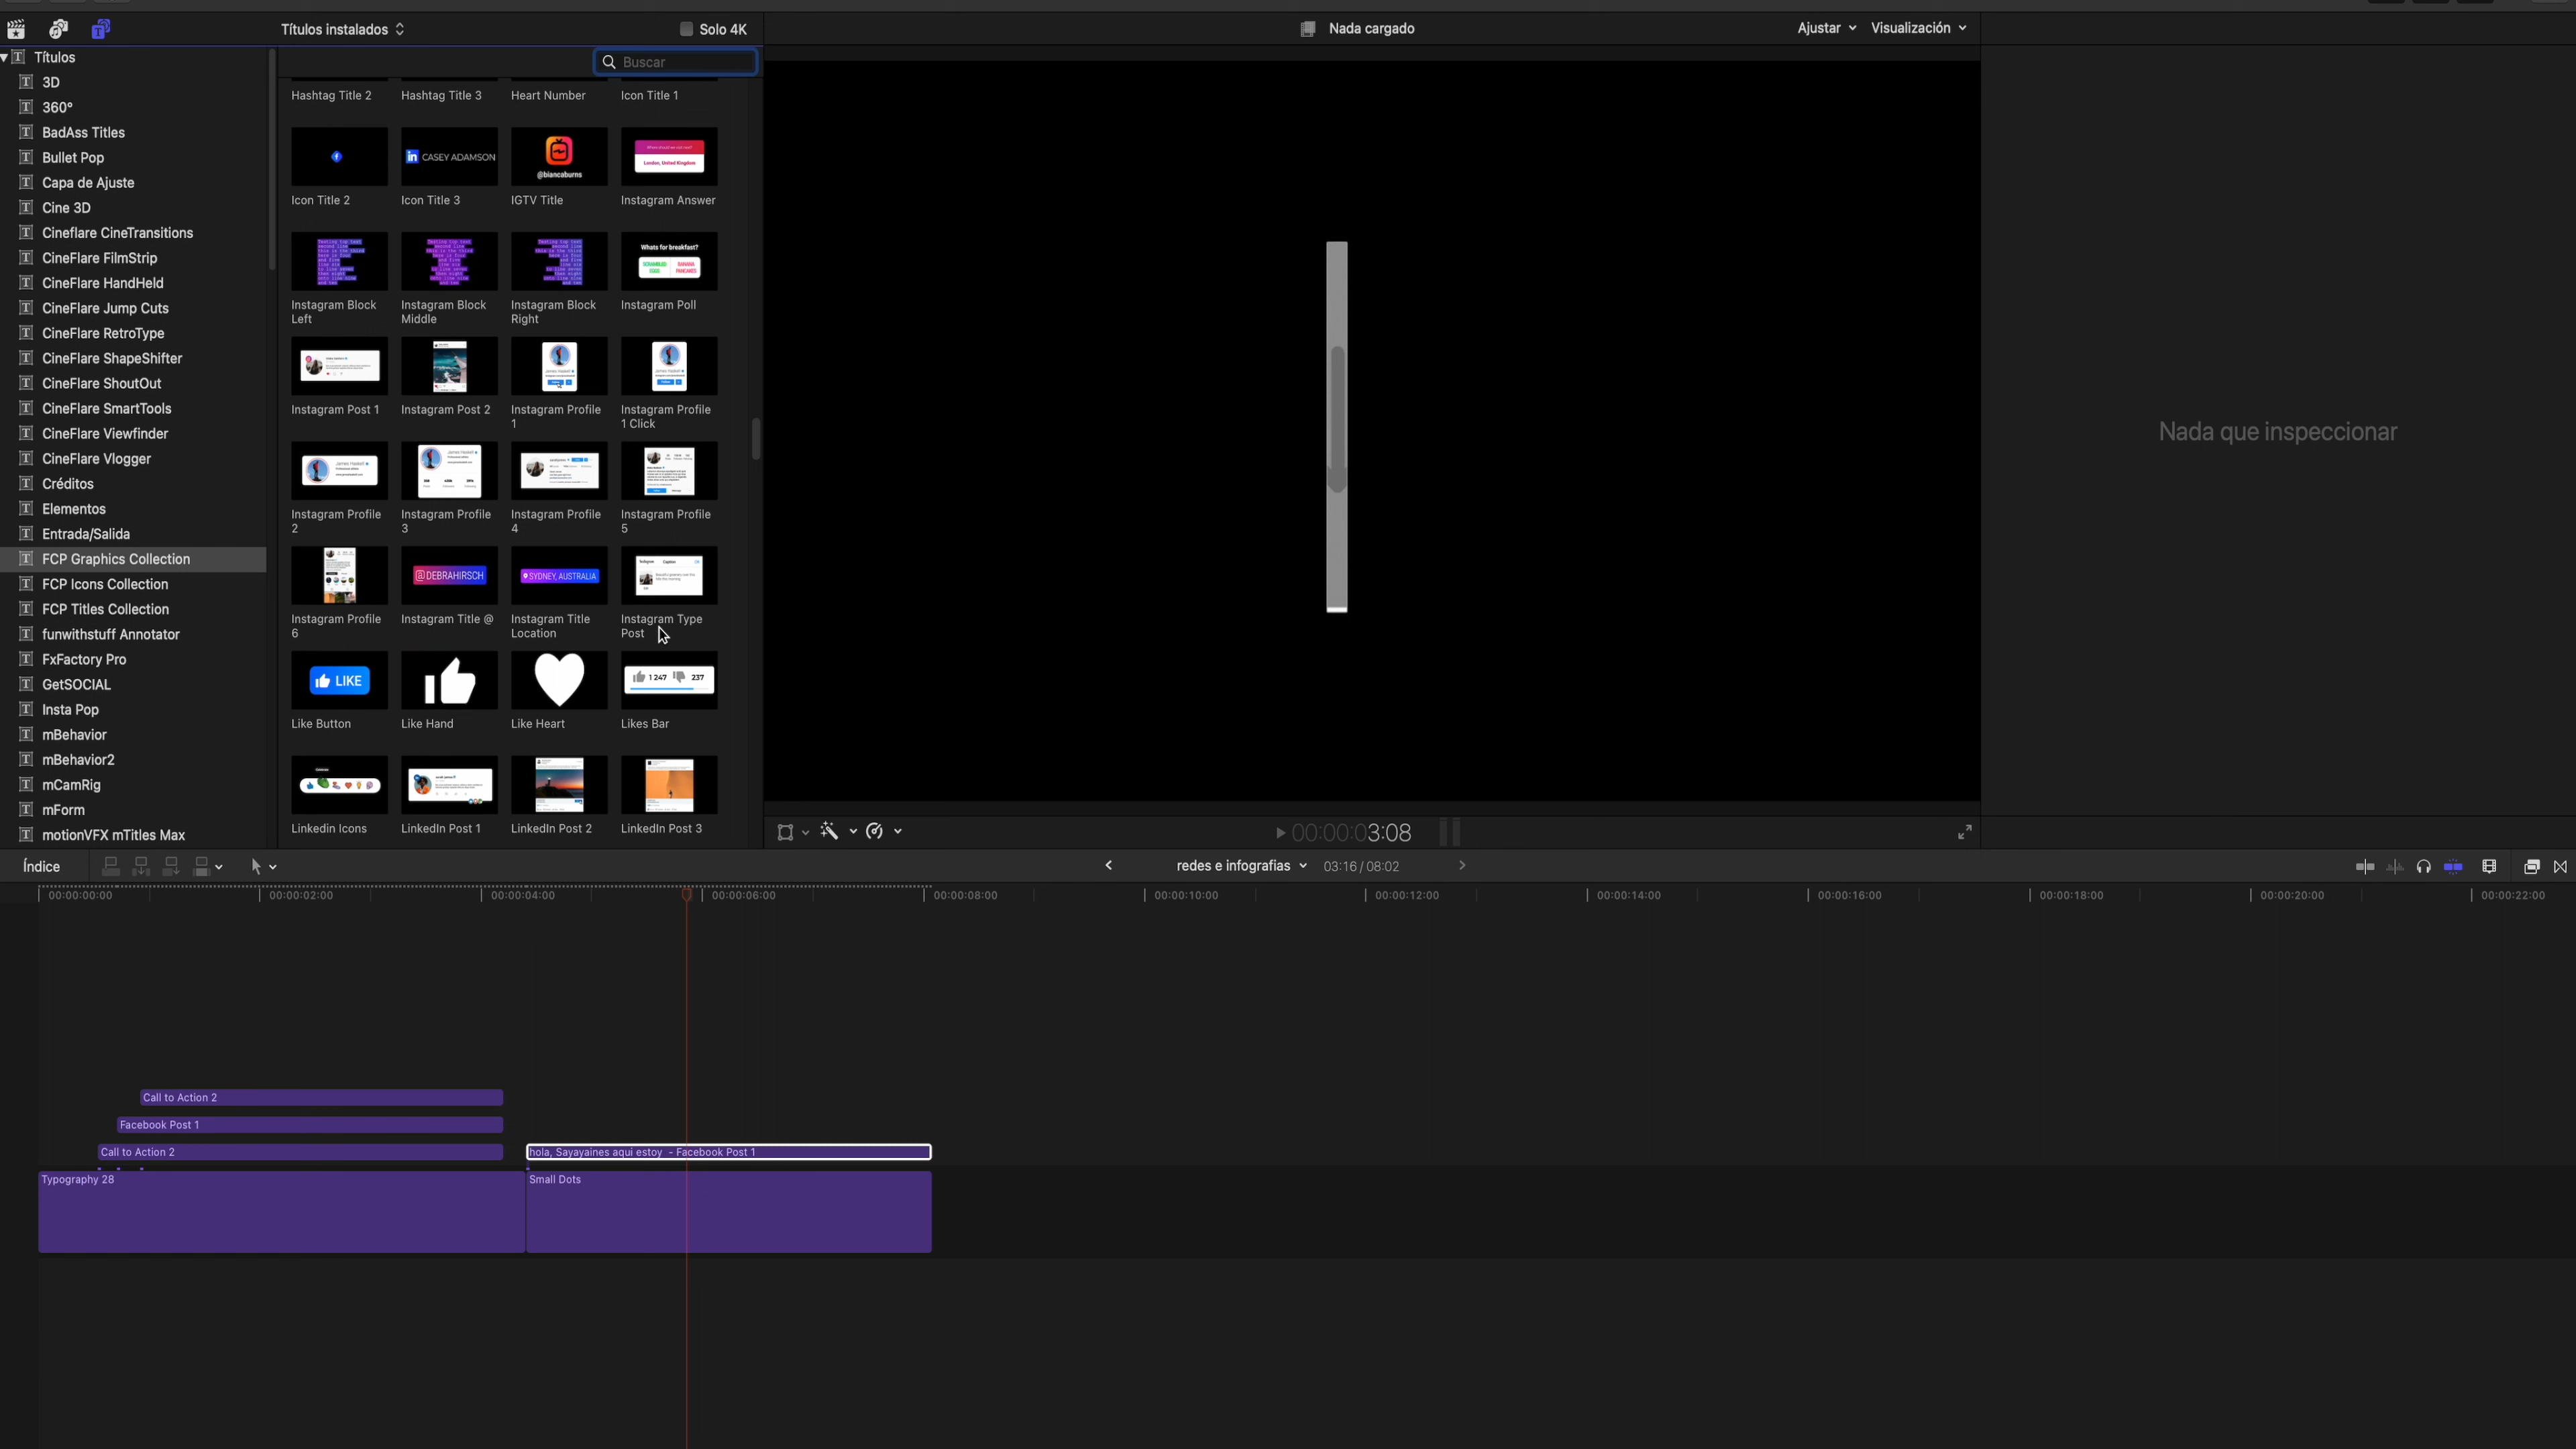 Títulos instalados
Solo 4K
Nada cargado
Ajustar
Visualización
Títulos
3D
360°
BadAss Titles
Bullet Pop
Capa de Ajuste
Cine 3D
Cineflare CineTransitions
CineFlare FilmStrip
CineFlare HandHeld
CineFlare Jump Cuts
CineFlare RetroType
CineFlare ShapeShifter
CineFlare ShoutOut
CineFlare SmartTools
CineFlare Viewfinder
CineFlare Vlogger
Créditos
Elementos
Entrada/Salida
FCP Graphics Collection
FCP Icons Collection
FCP Titles Collection
funwithstuff Annotator
FxFactory Pro
GetSOCIAL
Insta Pop
mBehavior
mBehavior2
mCamRig
mForm
motionVFX mTitles Max
Buscar
Hashtag Title 2
Hashtag Title 3
Heart Number
Icon Title 1
CASEY ADAMSON
@biancaburns
London, United Kingdom
Icon Title 2
Icon Title 3
IGTV Title
Instagram Answer
Whats for breakfast?
SCRAMBLED EGGS
BANANA PANCAKES
Instagram Block Left
Instagram Block Middle
Instagram Block Right
Instagram Poll
Instagram Post 1
Instagram Post 2
Instagram Profile 1
Instagram Profile 1 Click
Instagram Profile 2
Instagram Profile 3
Instagram Profile 4
Instagram Profile 5
@DEBRAHIRSCH
SYDNEY, AUSTRALIA
Instagram Profile 6
Instagram Title @
Instagram Title Location
Instagram Type Post
LIKE
1 247
237
Like Button
Like Hand
Like Heart
Likes Bar
Linkedin Icons
LinkedIn Post 1
LinkedIn Post 2
LinkedIn Post 3
Nada que inspeccionar
00:00:03:08
Índice
redes e infografias
03:16 / 08:02
00:00:00:00
00:00:02:00
00:00:04:00
00:00:06:00
00:00:08:00
00:00:10:00
00:00:12:00
00:00:14:00
00:00:16:00
00:00:18:00
00:00:20:00
00:00:22:00
Call to Action 2
Facebook Post 1
Call to Action 2
hola, Sayayaines aqui estoy - Facebook Post 1
Typography 28
Small Dots